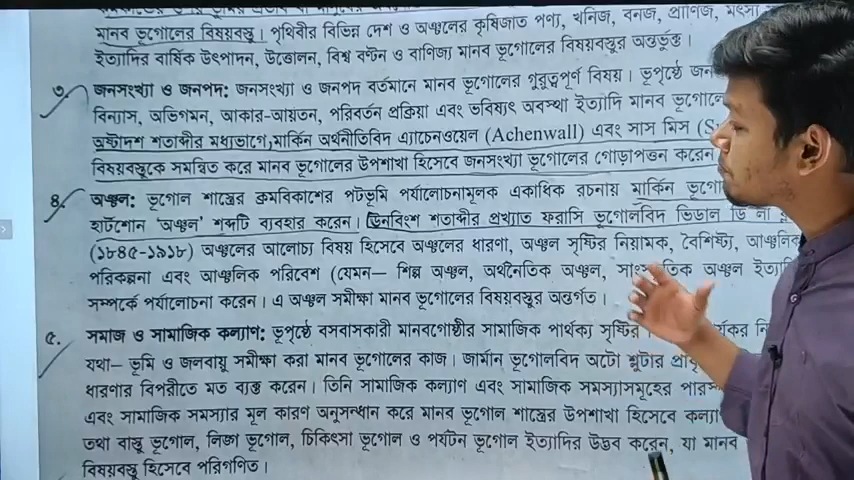 মানব ভূগোলের বিষয়বস্তু। পৃথিবীর বিভিন্ন দেশ ও অঞ্চলের কৃষিজাত পণ্য, খনিজ, বনজ, প্রাণিজ, মৎস্য
ইত্যাদির বার্ষিক উৎপাদন, উত্তোলন, বিশ্ব বণ্টন ও বাণিজ্য মানব ভূগোলের বিষয়বস্তুর অন্তর্ভুক্ত।
৩. জনসংখ্যা ও জনপদ: জনসংখ্যা ও জনপদ বর্তমানে মানব ভূগোলের গুরুত্বপূর্ণ বিষয়। ভূপৃষ্ঠে
বিন্যাস, অভিগমন, আকার-আয়তন, পরিবর্তন প্রক্রিয়া এবং ভবিষ্যৎ অবস্থা ইত্যাদি মানব ভূগোলে
অষ্টাদশ শতাব্দীর মধ্যভাগে মার্কিন অর্থনীতিবিদ এ্যাচেনওয়েল (Achenwall) এবং সাস মিস
বিষয়বস্তুকে সমন্বিত করে মানব ভূগোলের উপশাখা হিসেবে জনসংখ্যা ভূগোলের গোড়াপত্তন করেন
৪. অঞ্চল: ভূগোল শাস্ত্রের ক্রমবিকাশের পটভূমি পর্যালোচনামূলক একাধিক রচনায় মার্কিন
হার্টশোন 'অঞ্চল' শব্দটি ব্যবহার করেন। ঊনবিংশ শতাব্দীর প্রখ্যাত ফরাসি ভূগোলবিদ ভিডাল ডি লা
(১৮৪৫-১৯১৮) অঞ্চলের আলোচ্য বিষয় হিসেবে অঞ্চলের ধারণা, অঞ্চল সৃষ্টির নিয়ামক, বৈশিষ্ট্য, আঞ্চলিক
পরিকল্পনা এবং আঞ্চলিক পরিবেশ (যেমন— শিল্প অঞ্চল, অর্থনৈতিক অঞ্চল, অঞ্চল
সম্পর্কে পর্যালোচনা করেন। এ অঞ্চল সমীক্ষা মানব ভূগোলের বিষয়বস্তুর অন্তর্গত।
৫. সমাজ ও সামাজিক কল্যাণ: ভূপৃষ্ঠে বসবাসকারী মানবগোষ্ঠীর সামাজিক পার্থক্য সৃষ্টির
যথা— ভূমি ও জলবায়ু সমীক্ষা করা মানব ভূগোলের কাজ। জার্মান ভূগোলবিদ অটো শ্লুটার
ধারণার বিপরীতে মত ব্যক্ত করেন। তিনি সামাজিক কল্যাণ এবং সামাজিক সমস্যাসমূহের
এবং সামাজিক সমস্যার মূল কারণ অনুসন্ধান করে মানব ভূগোল শাস্ত্রের উপশাখা হিসেবে
তথা বাস্তু ভূগোল, লিঙ্গ ভূগোল, চিকিৎসা ভূগোল ও পর্যটন ভূগোল ইত্যাদির উদ্ভব করেন, যা মানব
বিষয়বস্তু হিসেবে পরিগণিত।